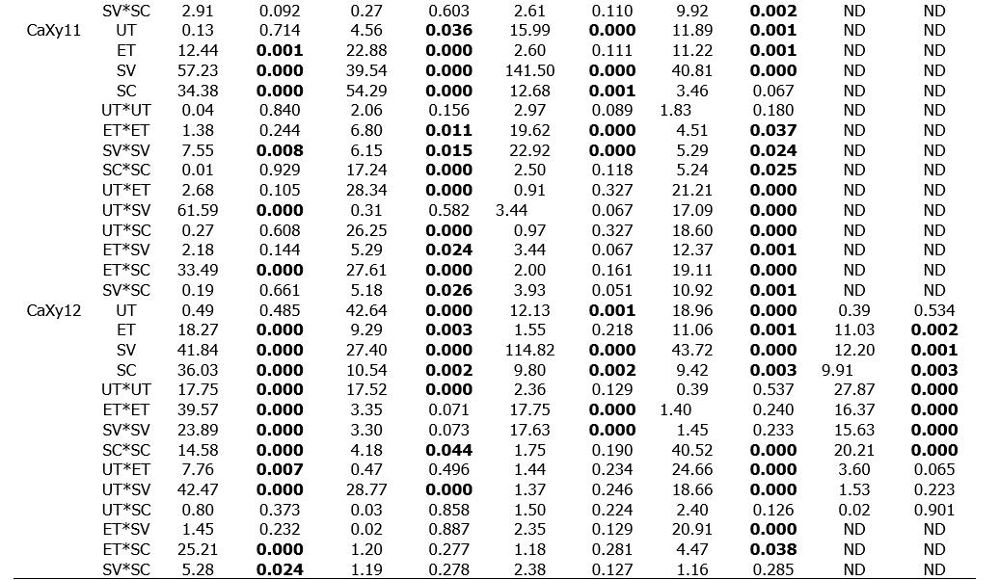 SV*SC 2.91 0.092 0.27 0.603 2.61 0.110 9.92 0.002 ND ND
CaXy11 UT 0.13 0.714 4.56 0.036 15.99 0.000 11.89 0.001 ND ND
ET 12.44 0.001 22.88 0.000 2.60 0.111 11.22 0.001 ND ND
SV 57.23 0.000 39.54 0.000 141.50 0.000 40.81 0.000 ND ND
SC 34.38 0.000 54.29 0.000 12.68 0.001 3.46 0.067 ND ND
UT*UT 0.04 0.840 2.06 0.156 2.97 0.089 1.83 0.180 ND ND
ET*ET 1.38 0.244 6.80 0.011 19.62 0.000 4.51 0.037 ND ND
SV*SV 7.55 0.008 6.15 0.015 22.92 0.000 5.29 0.024 ND ND
SC*SC 0.01 0.929 17.24 0.000 2.50 0.118 5.24 0.025 ND ND
UT*ET 2.68 0.105 28.34 0.000 0.91 0.327 21.21 0.000 ND ND
UT*SV 61.59 0.000 0.31 0.582 3.44 0.067 17.09 0.000 ND ND
UT*SC 0.27 0.608 26.25 0.000 0.97 0.327 18.60 0.000 ND ND
ET*SV 2.18 0.144 5.29 0.024 3.44 0.067 12.37 0.001 ND ND
ET*SC 33.49 0.000 27.61 0.000 2.00 0.161 19.11 0.000 ND ND
SV*SC 0.19 0.661 5.18 0.026 3.93 0.051 10.92 0.001 ND ND
CaXy12 UT 0.49 0.485 42.64 0.000 12.13 0.001 18.96 0.000 0.39 0.534
ET 18.27 0.000 9.29 0.003 1.55 0.218 11.06 0.001 11.03 0.002
SV 41.84 0.000 27.40 0.000 114.82 0.000 43.72 0.000 12.20 0.001
SC 36.03 0.000 10.54 0.002 9.80 0.002 9.42 0.003 9.91 0.003
UT*UT 17.75 0.000 17.52 0.000 2.36 0.129 0.39 0.537 27.87 0.000
ET*ET 39.57 0.000 3.35 0.071 17.75 0.000 1.40 0.240 16.37 0.000
SV*SV 23.89 0.000 3.30 0.073 17.63 0.000 1.45 0.233 15.63 0.000
SC*SC 14.58 0.000 4.18 0.044 1.75 0.190 40.52 0.000 20.21 0.000
UT*ET 7.76 0.007 0.47 0.496 1.44 0.234 24.66 0.000 3.60 0.065
UT*SV 42.47 0.000 28.77 0.000 1.37 0.246 18.66 0.000 1.53 0.223
UT*SC 0.80 0.373 0.03 0.858 1.50 0.224 2.40 0.126 0.02 0.901
ET*SV 1.45 0.232 0.02 0.887 2.35 0.129 20.91 0.000 ND ND
ET*SC 25.21 0.000 1.20 0.277 1.18 0.281 4.47 0.038 ND ND
SV*SC 5.28 0.024 1.19 0.278 2.38 0.127 1.16 0.285 ND ND